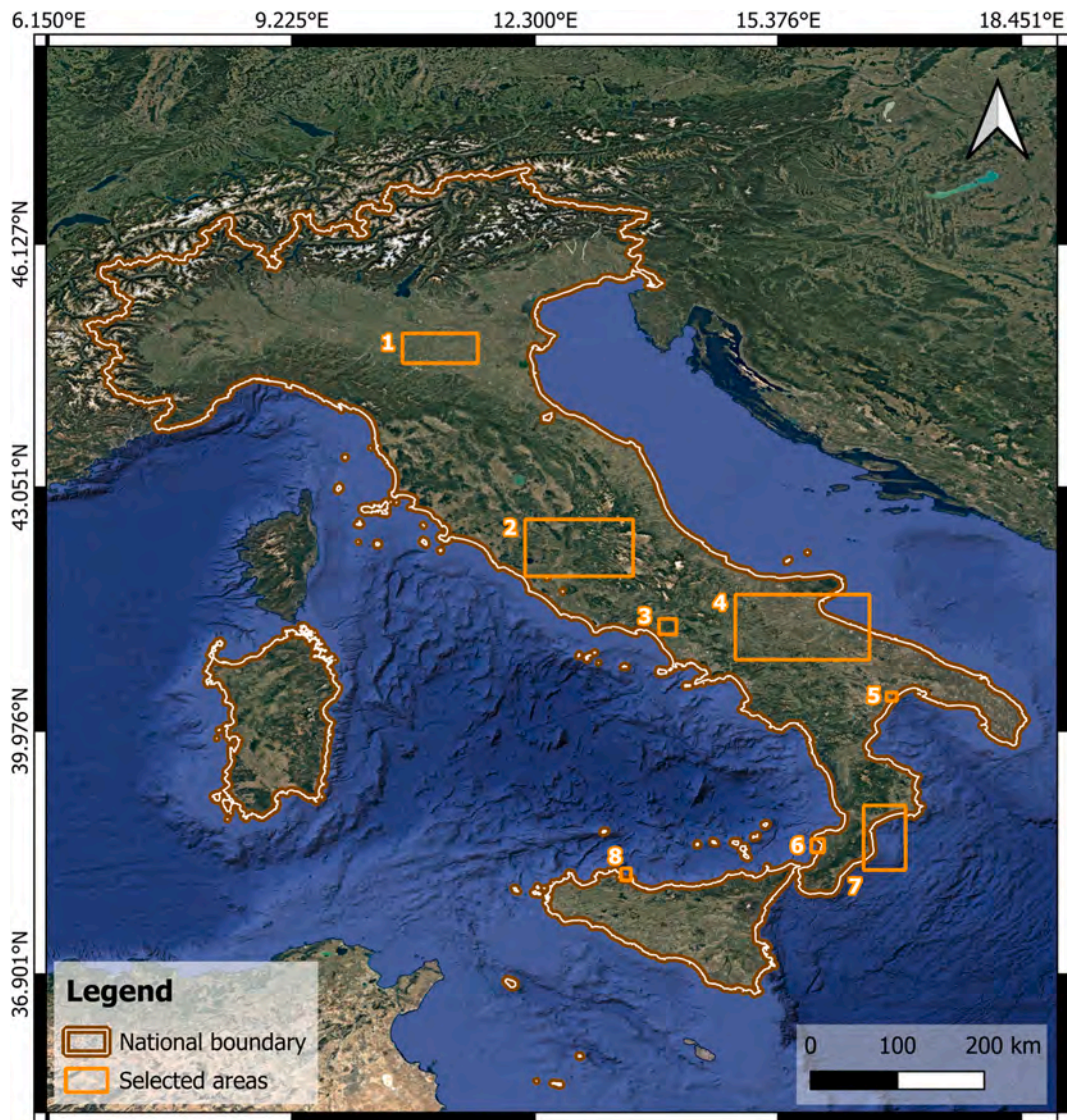 6.150°E 9.225°E 12.300°E 15.376°E 18.451°E
46.127°N
43.051°N
39.976°N
36.901°N
1
2
3
4
5
6
7
8
Legend
National boundary
Selected areas
0 100 200 km